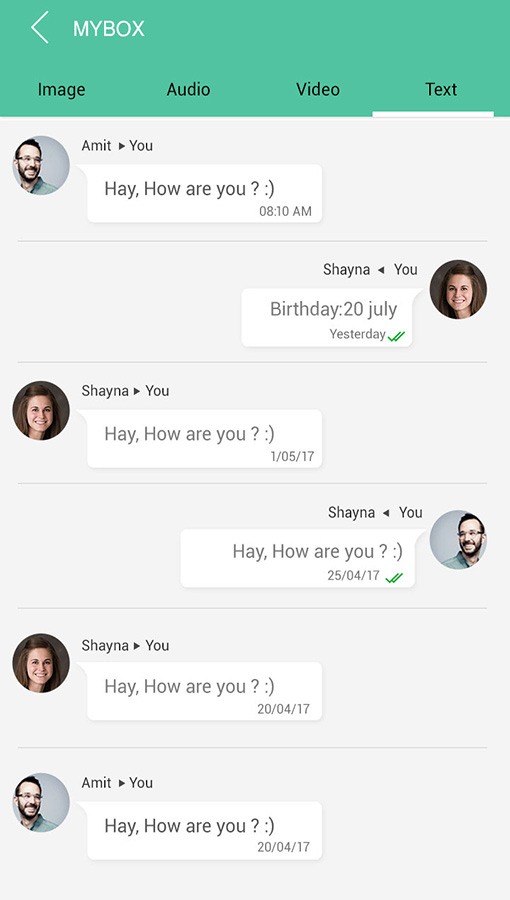 MYBOX
Image Audio Video Text
Amit ▶ You
Hay, How are you ? :)
08:10 AM
Shayna ◀ You
Birthday:20 july
Yesterday
Shayna ▶ You
Hay, How are you ? :)
1/05/17
Shayna ◀ You
Hay, How are you ? :)
25/04/17
Shayna ▶ You
Hay, How are you ? :)
20/04/17
Amit ▶ You
Hay, How are you ? :)
20/04/17